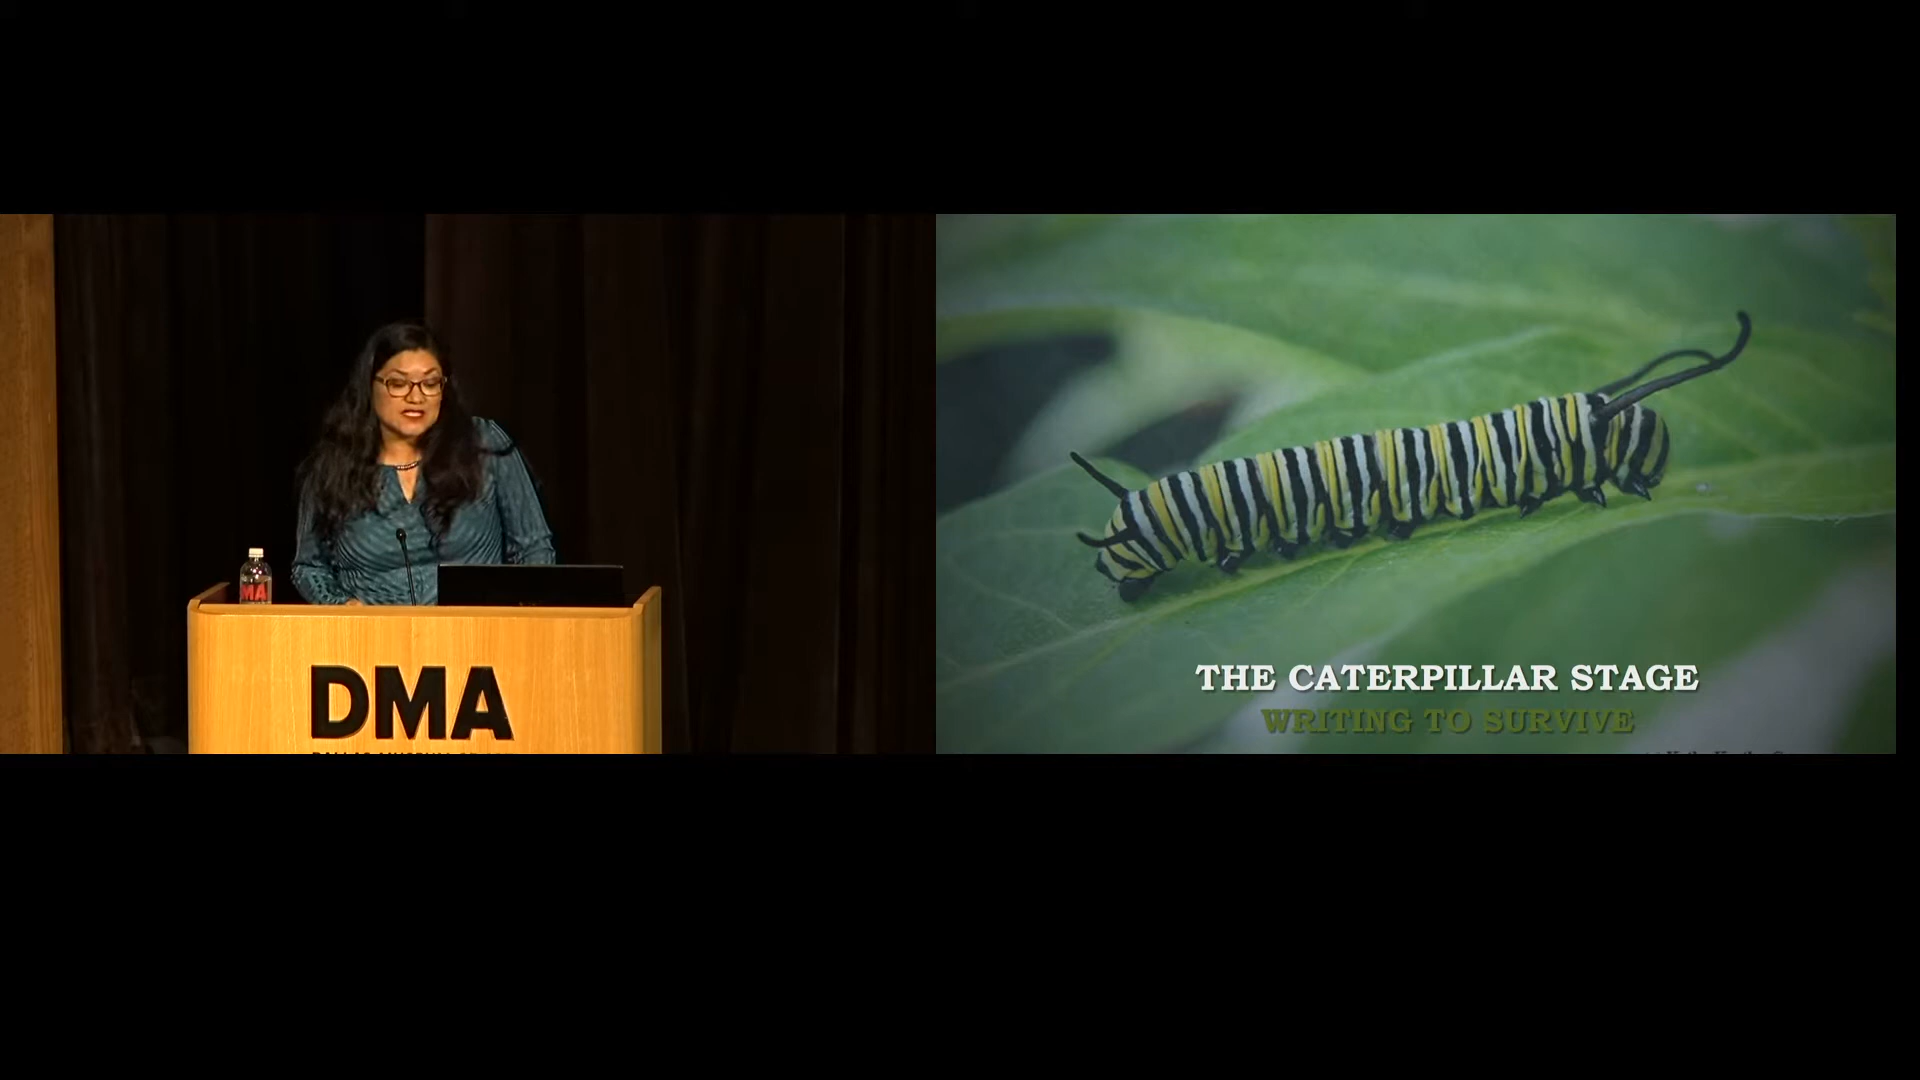 MA
DMA
THE CATERPILLAR STAGE
WRITING TO SURVIVE